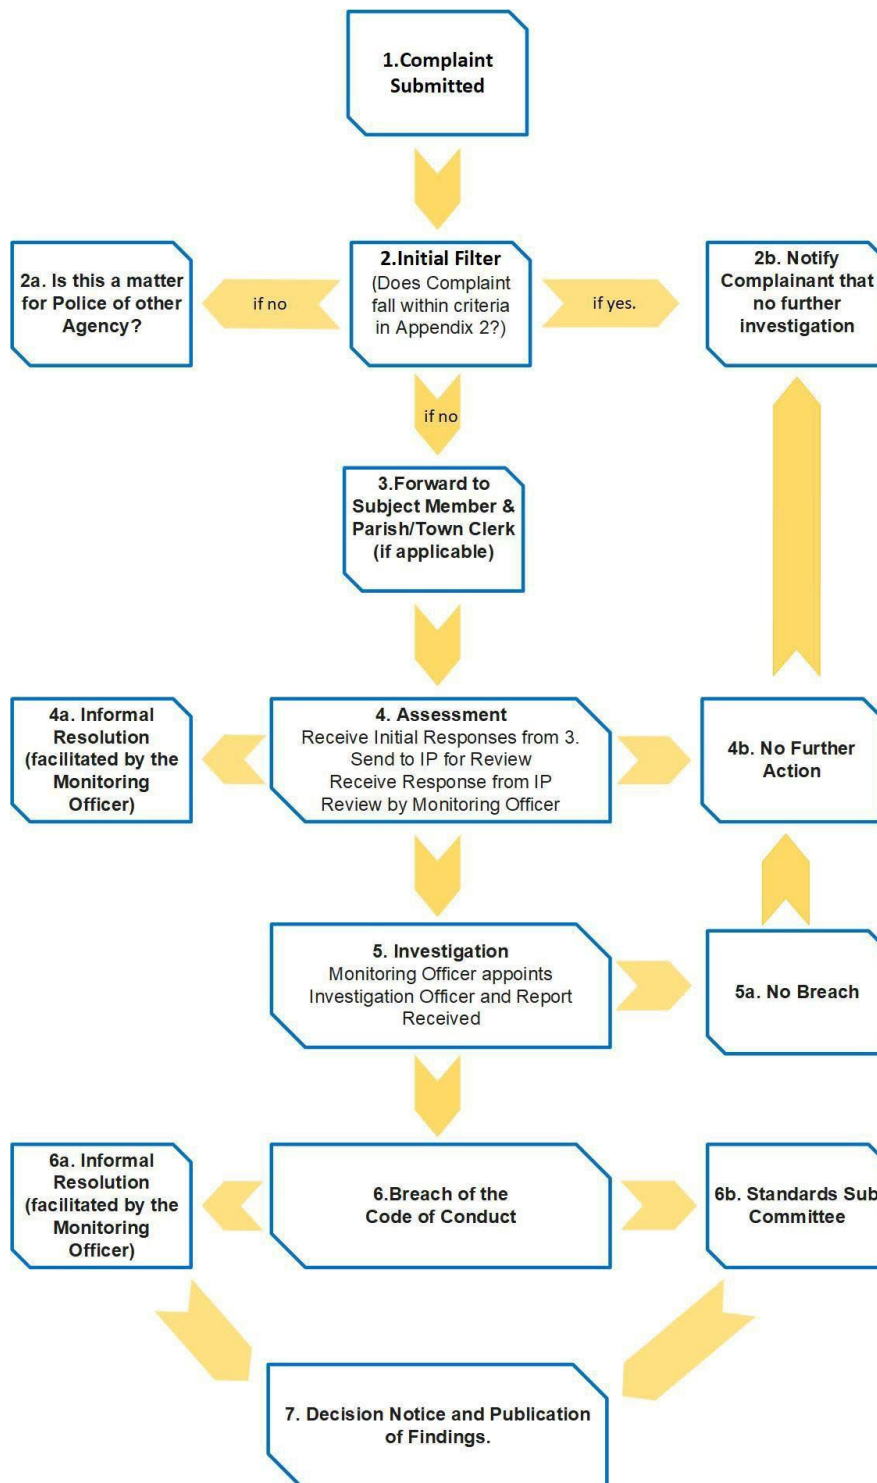 1.Complaint
Submitted
2a. Is this a matter
for Police of other
Agency?
if no
2.Initial Filter
(Does Complaint
fall within criteria
in Appendix 2?)
if yes.
2b. Notify
Complainant that
no further
investigation
if no
3.Forward to
Subject Member &
Parish/Town Clerk
(if applicable)
4a. Informal
Resolution
(facilitated by the
Monitoring
Officer)
4. Assessment
Receive Initial Responses from 3.
Send to IP for Review
Receive Response from IP
Review by Monitoring Officer
4b. No Further
Action
5. Investigation
Monitoring Officer appoints
Investigation Officer and Report
Received
5a. No Breach
6a. Informal
Resolution
(facilitated by the
Monitoring
Officer)
6.Breach of the
Code of Conduct
6b. Standards Sub
Committee
7. Decision Notice and Publication
of Findings.